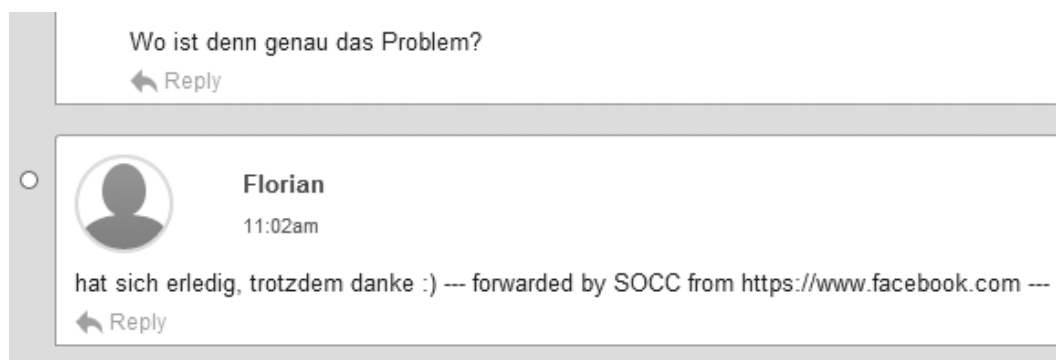 Wo ist denn genau das Problem?
Reply
Florian
11:02am
hat sich erledig, trotzdem danke :) --- forwarded by SOCC from https://www.facebook.com ---
Reply